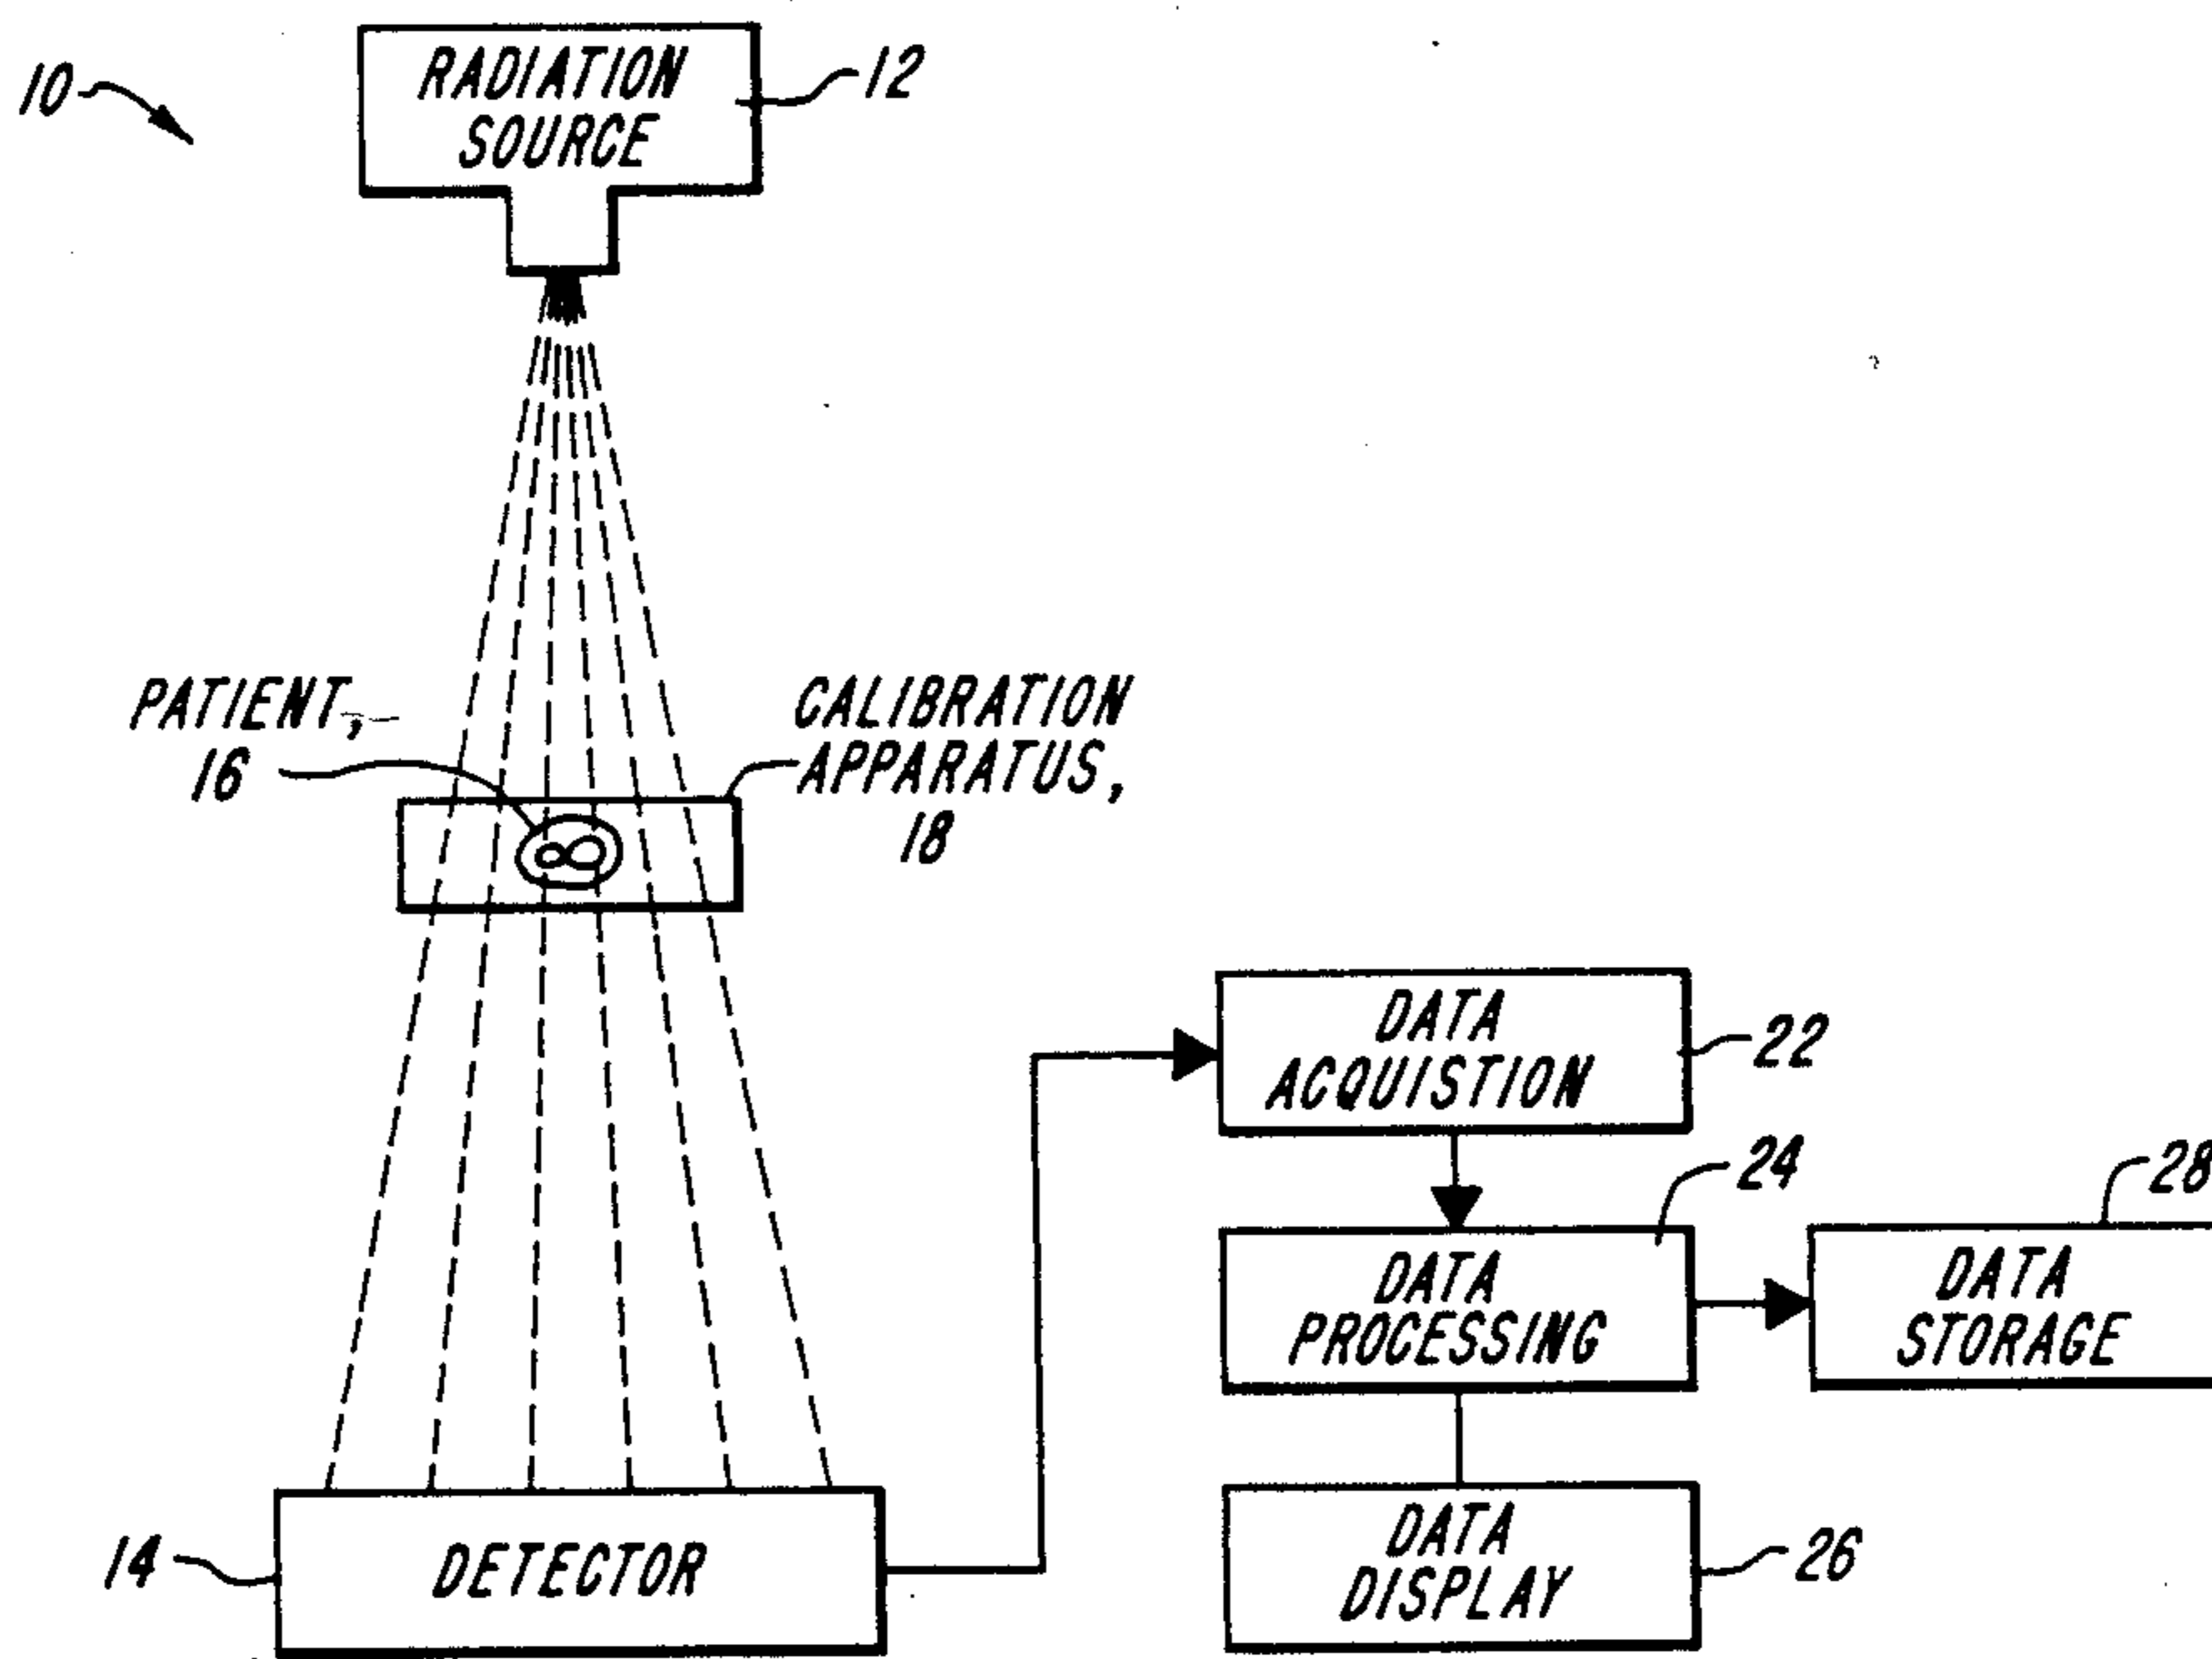 10
RADIATION
SOURCE
12
PATIENT,
16
CALIBRATION
APPARATUS,
18
DATA
ACQUISTION
22
24
28
DATA
PROCESSING
DATA
STORAGE
14
DETECTOR
DATA
DISPLAY
26